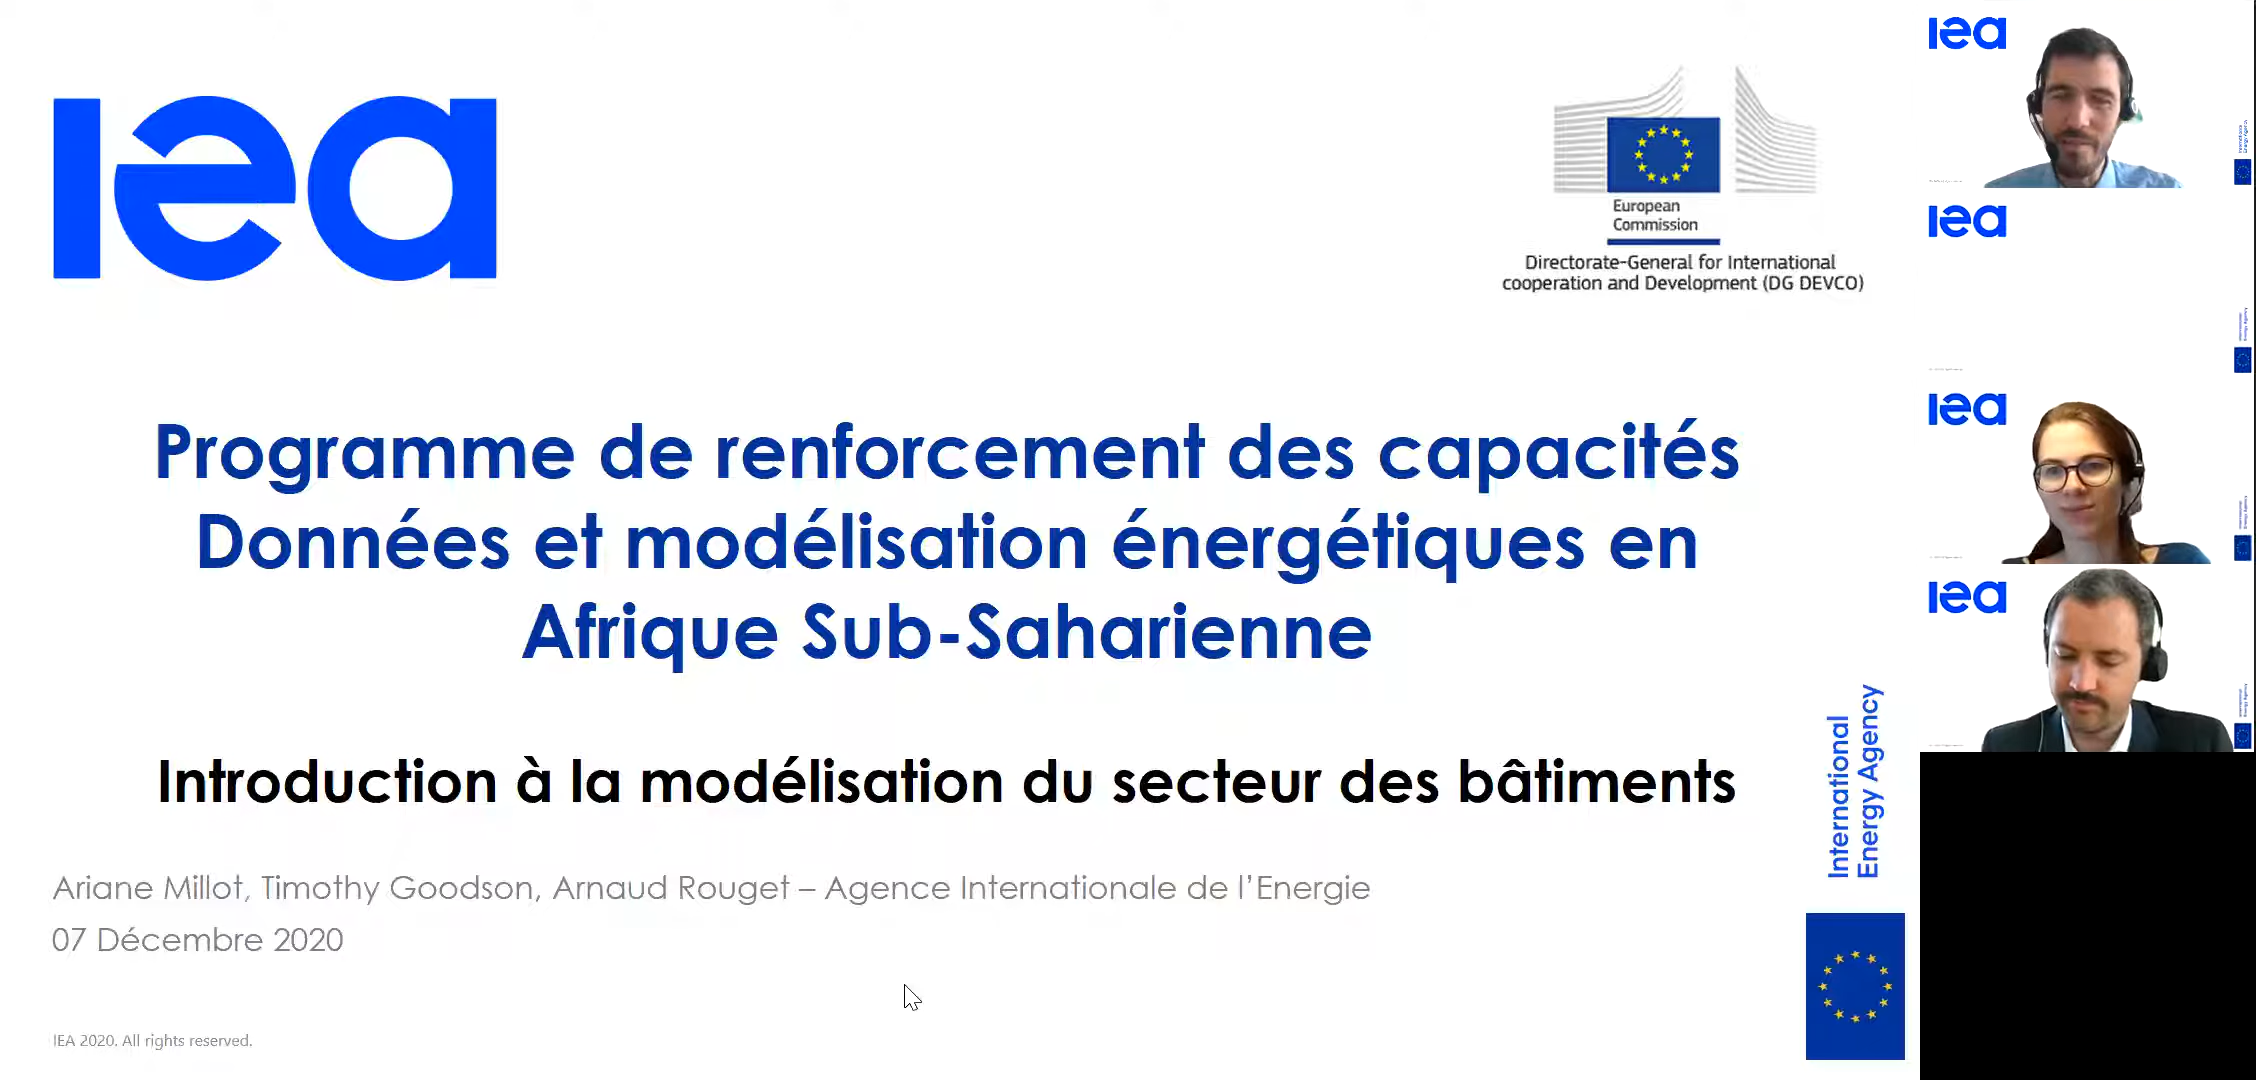 iea
European
Commission
Directorate-General for International
cooperation and Development (DG DEVCO)
Programme de renforcement des capacités
Données et modélisation énergétiques en
Afrique Sub-Saharienne
Introduction à la modélisation du secteur des bâtiments
Ariane Millot, Timothy Goodson, Arnaud Rouget – Agence Internationale de l'Energie
07 Décembre 2020
IEA 2020. All rights reserved.
International
Energy Agency
iea
iea
iea
iea